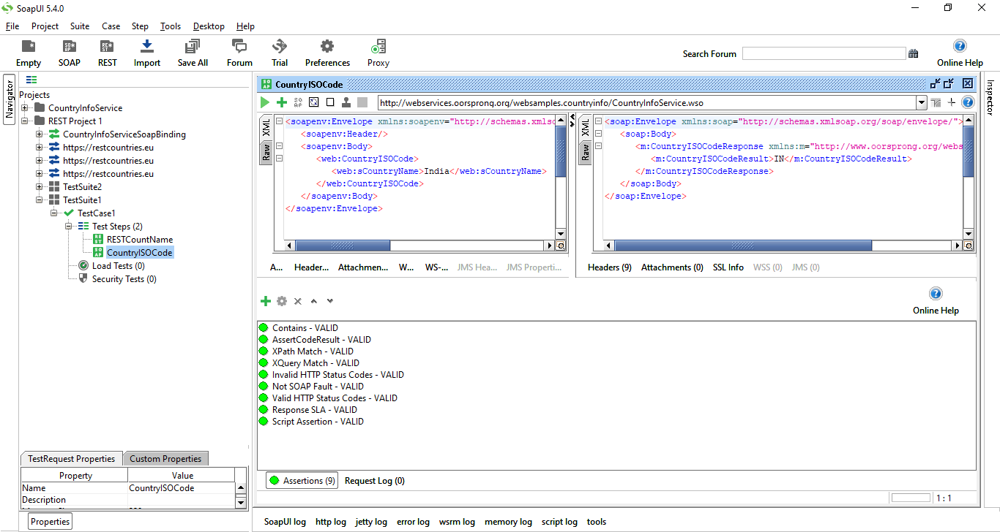 SoapUI 5.4.0
File Project Suite Case Step Tools Desktop Help
Empty SOAP REST Import Save All Forum Trial Preferences Proxy Search Forum Online Help
Navigator
Inspector
Projects
CountryInfoService
REST Project 1
CountryInfoServiceSoapBinding
https://restcountries.eu
https://restcountries.eu
https://restcountries.eu
TestSuite2
TestSuite1
TestCase1
Test Steps (2)
RESTCountName
CountryISOCode
Load Tests (0)
Security Tests (0)
TestRequest Properties Custom Properties
Property Value
Name CountryISOCode
Description
Properties
CountryISOCode
http://webservices.oorsprong.org/websamples.countryinfo/CountryInfoService.wso
XML
Raw
<soapenv:Envelope xmlns:soapenv="http://schemas.xmlso
<soapenv:Header/>
<soapenv:Body>
<web:CountryISOCode>
<web:sCountryName>India</web:sCountryName>
</web:CountryISOCode>
</soapenv:Body>
</soapenv:Envelope>
A... Header... Attachmen... W... WS-... JMS Hea... JMS Properti...
XML
Raw
<soap:Envelope xmlns:soap="http://schemas.xmlsoap.org/soap/envelope/">
<soap:Body>
<m:CountryISOCodeResponse xmlns:m="http://www.oorsprong.org/webs
<m:CountryISOCodeResult>IN</m:CountryISOCodeResult>
</m:CountryISOCodeResponse>
</soap:Body>
</soap:Envelope>
Headers (9) Attachments (0) SSL Info WSS (0) JMS (0)
Online Help
Contains - VALID
AssertCodeResult - VALID
XPath Match - VALID
XQuery Match - VALID
Invalid HTTP Status Codes - VALID
Not SOAP Fault - VALID
Valid HTTP Status Codes - VALID
Response SLA - VALID
Script Assertion - VALID
Assertions (9) Request Log (0)
1 : 1
SoapUI log http log jetty log error log wsrm log memory log script log tools